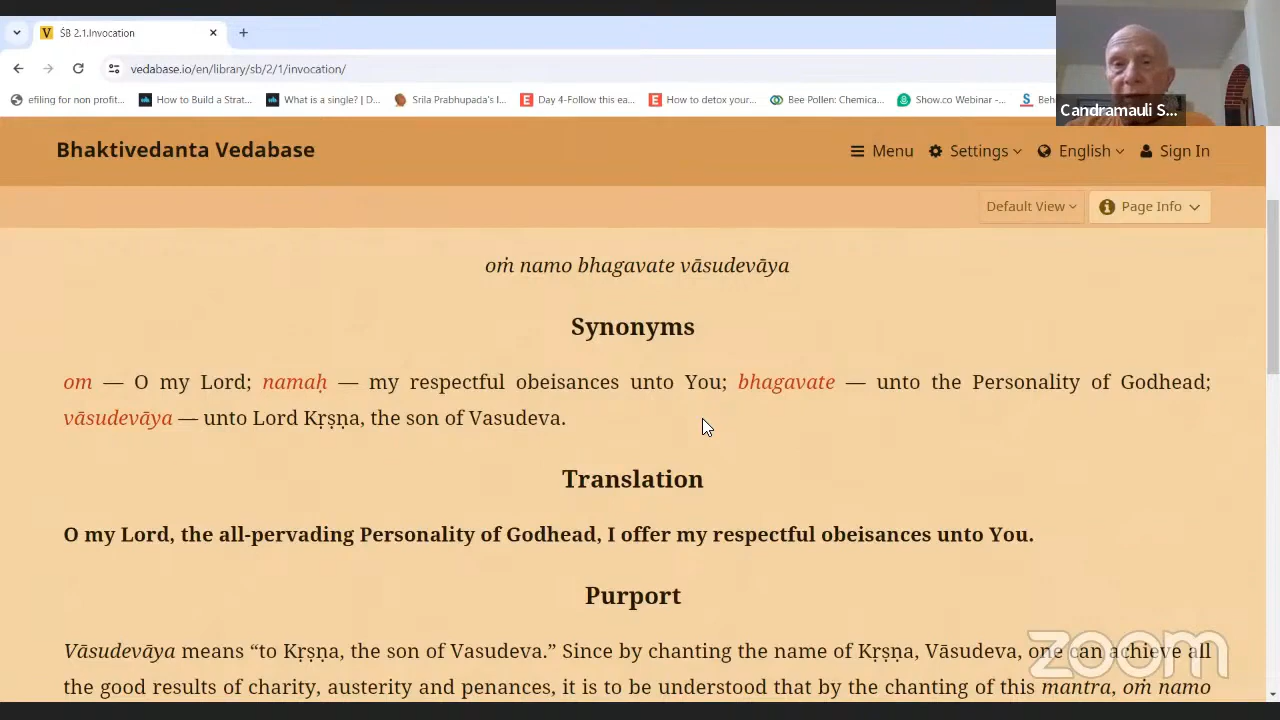 ŚB 2.1.Invocation
vedabase.io/en/library/sb/2/1/invocation/
efiling for non profit... How to Build a Strat... What is a single | D... Srila Prabhupada's I... Day 4-Follow this ea... How to detox your... Bee Pollen: Chemica... Show.co Webinar -... Beh
Candramauli S...
Bhaktivedanta Vedabase
Menu Settings English Sign In
Default View Page Info
oṁ namo bhagavate vāsudevāya
Synonyms
om — O my Lord; namaḥ — my respectful obeisances unto You; bhagavate — unto the Personality of Godhead;
vāsudevāya — unto Lord Kṛṣṇa, the son of Vasudeva.
Translation
O my Lord, the all-pervading Personality of Godhead, I offer my respectful obeisances unto You.
Purport
Vāsudevāya means “to Kṛṣṇa, the son of Vasudeva.” Since by chanting the name of Kṛṣṇa, Vāsudeva, one can achieve all
the good results of charity, austerity and penances, it is to be understood that by the chanting of this mantra, oṁ namo
zoom